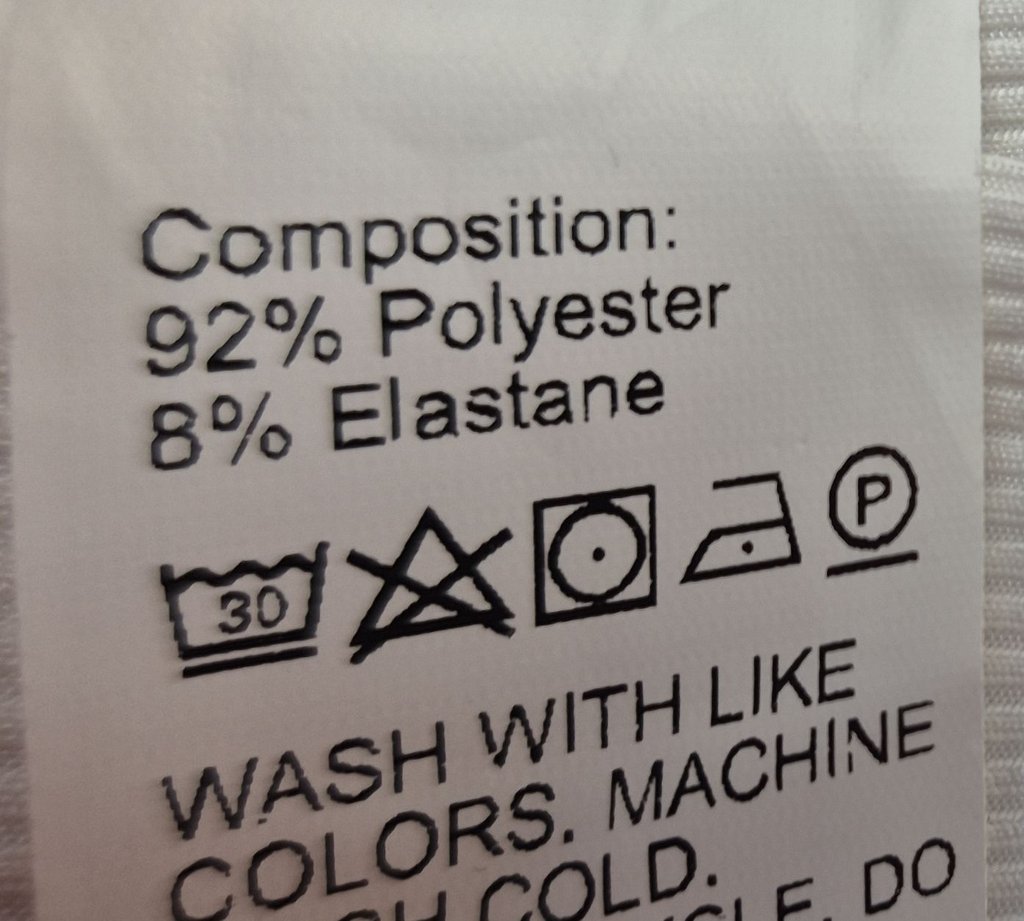 Composition:
92% Polyester
8% Elastane
30
P
WASH WITH LIKE
COLORS. MACHINE
COLD.
DO